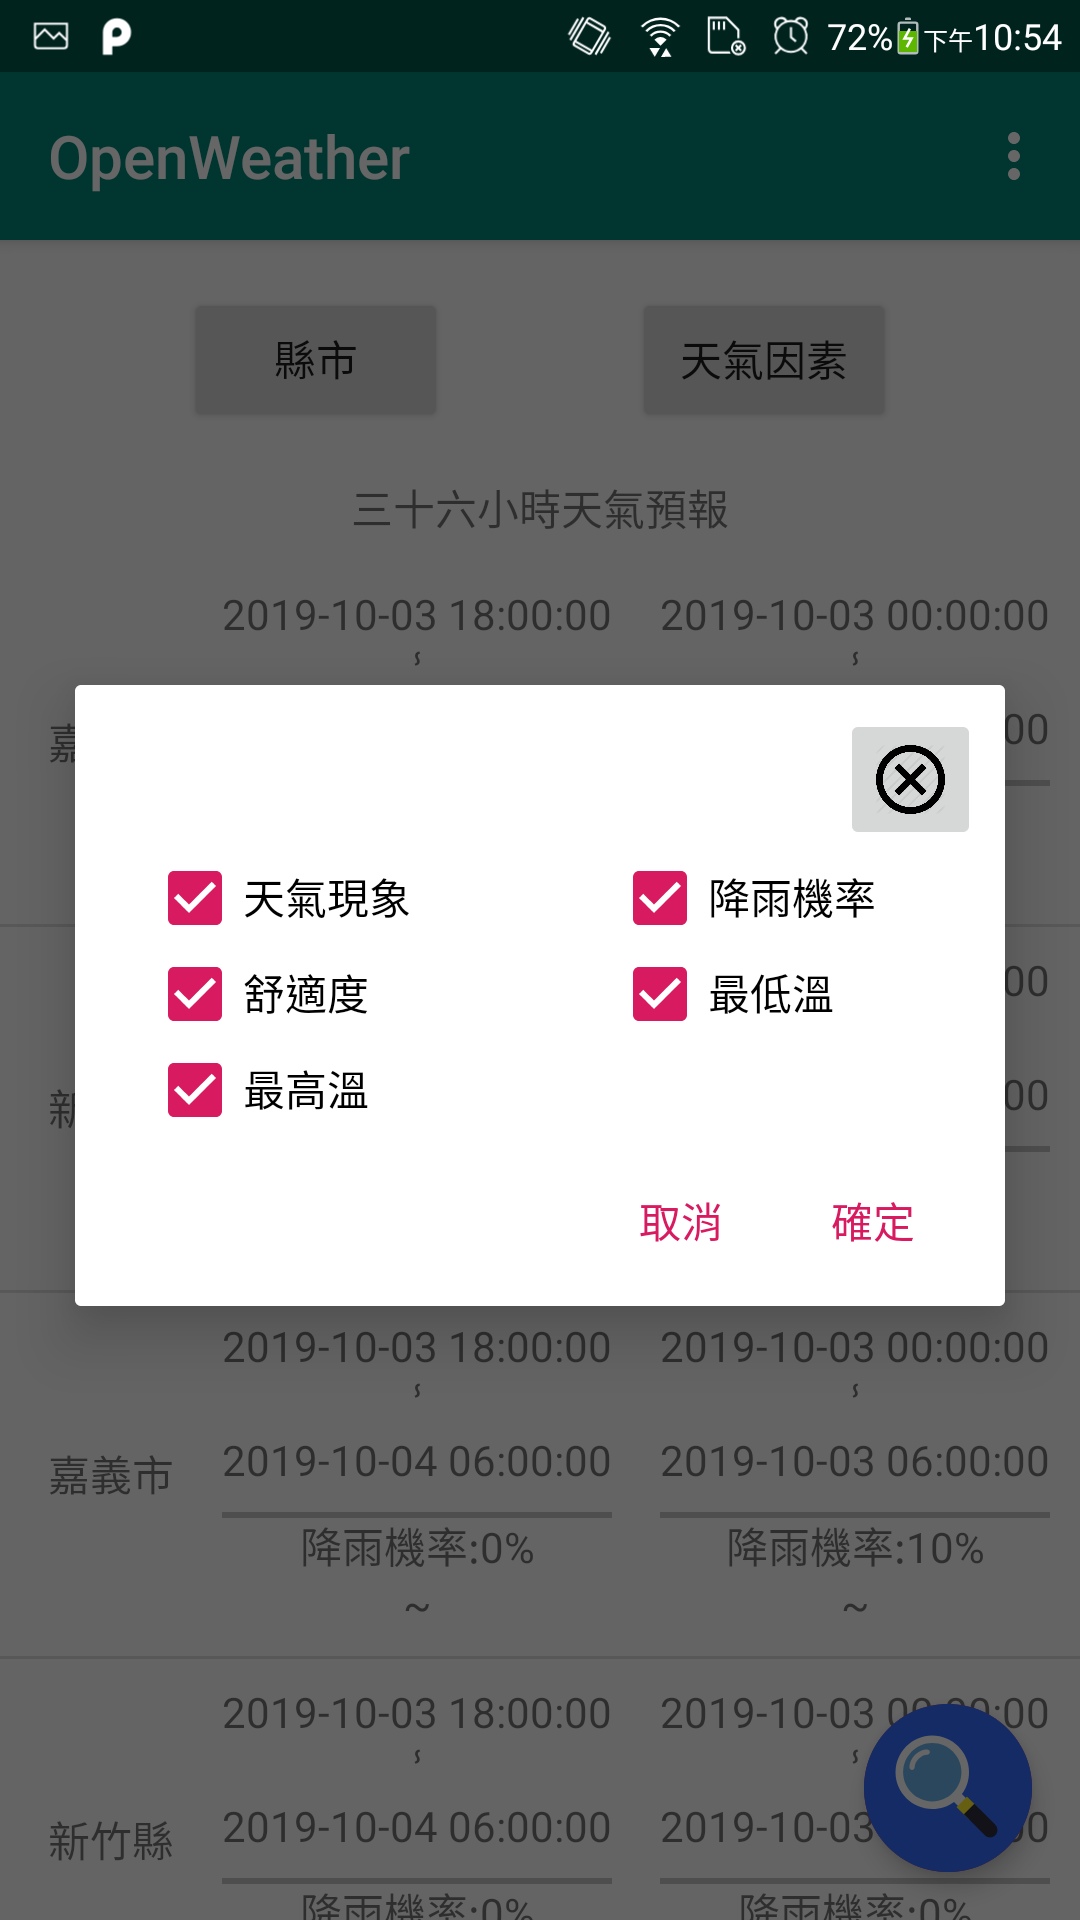 72% 下午10:54
OpenWeather
縣市 天氣因素
三十六小時天氣預報
2019-10-03 18:00:00 2019-10-03 00:00:00
~ ~
嘉 00
天氣現象 降雨機率
00
舒適度 最低溫
最高溫
00
取消 確定
2019-10-03 18:00:00 2019-10-03 00:00:00
~ ~
嘉義市 2019-10-04 06:00:00 2019-10-03 06:00:00
降雨機率:0% 降雨機率:10%
~ ~
2019-10-03 18:00:00 2019-10-03 00:00:00
~ ~
新竹縣 2019-10-04 06:00:00 2019-10-03
降雨機率:0% 降雨機率:0%